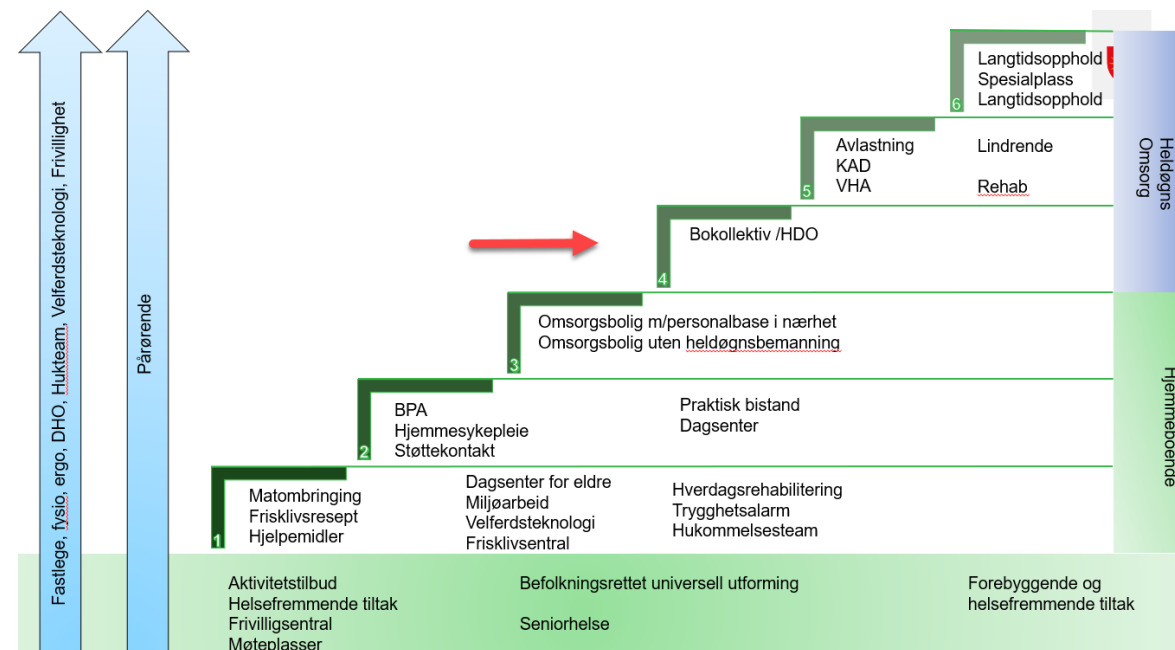 Fastlege, fysio, ergo, DHO, Hukteam, Velferdsteknologi, Frivillighet
Pårørende
6
Langtidsopphold
Spesialplass
Langtidsopphold
5
Avlastning
KAD
VHA
Lindrende
Rehab
4
Bokollektiv /HDO
3
Omsorgsbolig m/personalbase i nærhet
Omsorgsbolig uten heldøgnsbemanning
2
BPA
Hjemmesykepleie
Støttekontakt
Praktisk bistand
Dagsenter
1
Matombringing
Frisklivsresept
Hjelpemidler
Dagsenter for eldre
Miljøarbeid
Velferdsteknologi
Frisklivsentral
Hverdagsrehabilitering
Trygghetsalarm
Hukommelsesteam
Heldøgns
Omsorg
Hjemmeboende
Aktivitetstilbud
Helsefremmende tiltak
Frivilligsentral
Møteplasser
Befolkningsrettet universell utforming
Seniorhelse
Forebyggende og
helsefremmende tiltak